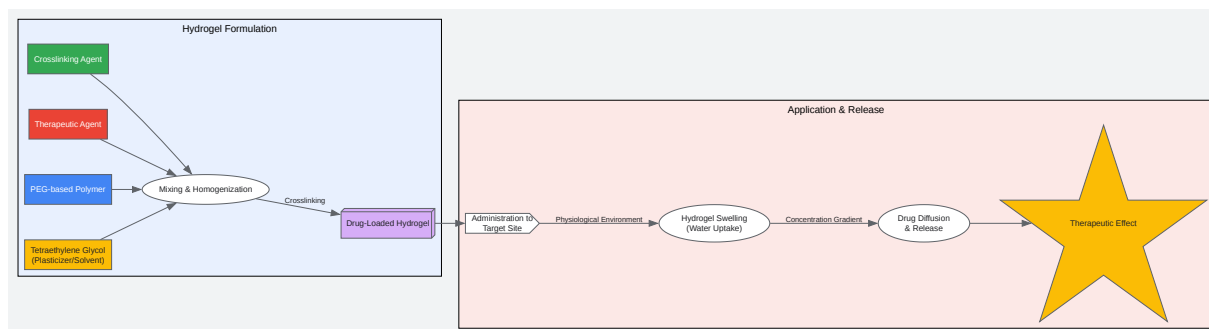 Hydrogel Formulation
Crosslinking Agent
Therapeutic Agent
PEG-based Polymer
Tetraethylene Glycol
(Plasticizer/Solvent)
Mixing & Homogenization
Crosslinking
Drug-Loaded Hydrogel
Application & Release
Administration to
Target Site
Physiological Environment
Hydrogel Swelling
(Water Uptake)
Concentration Gradient
Drug Diffusion
& Release
Therapeutic Effect